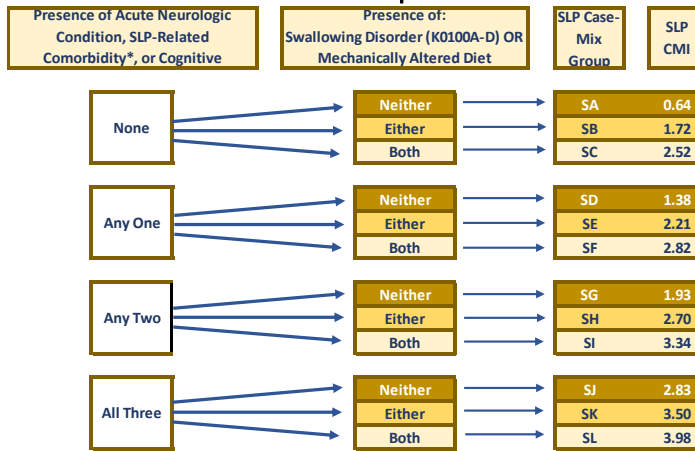 Presence of Acute Neurologic
Condition, SLP-Related
Comorbidity*, or Cognitive
Presence of:
Swallowing Disorder (K0100A-D) OR
Mechanically Altered Diet
SLP Case-
Mix
Group
SLP
CMI
None
Neither SA 0.64
Either SB 1.72
Both SC 2.52
Any One
Neither SD 1.38
Either SE 2.21
Both SF 2.82
Any Two
Neither SG 1.93
Either SH 2.70
Both SI 3.34
All Three
Neither SJ 2.83
Either SK 3.50
Both SL 3.98